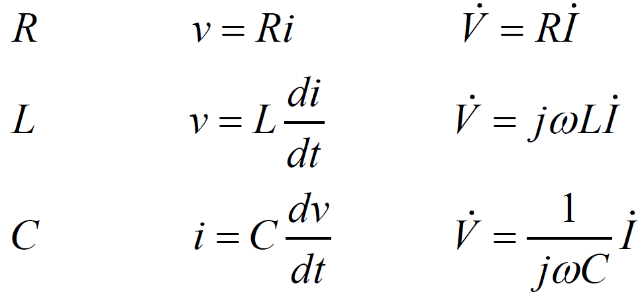 R v = Ri V̇ = Rİ
L v = L di/dt V̇ = jωLİ
C i = C dv/dt V̇ = 1/jωC İ